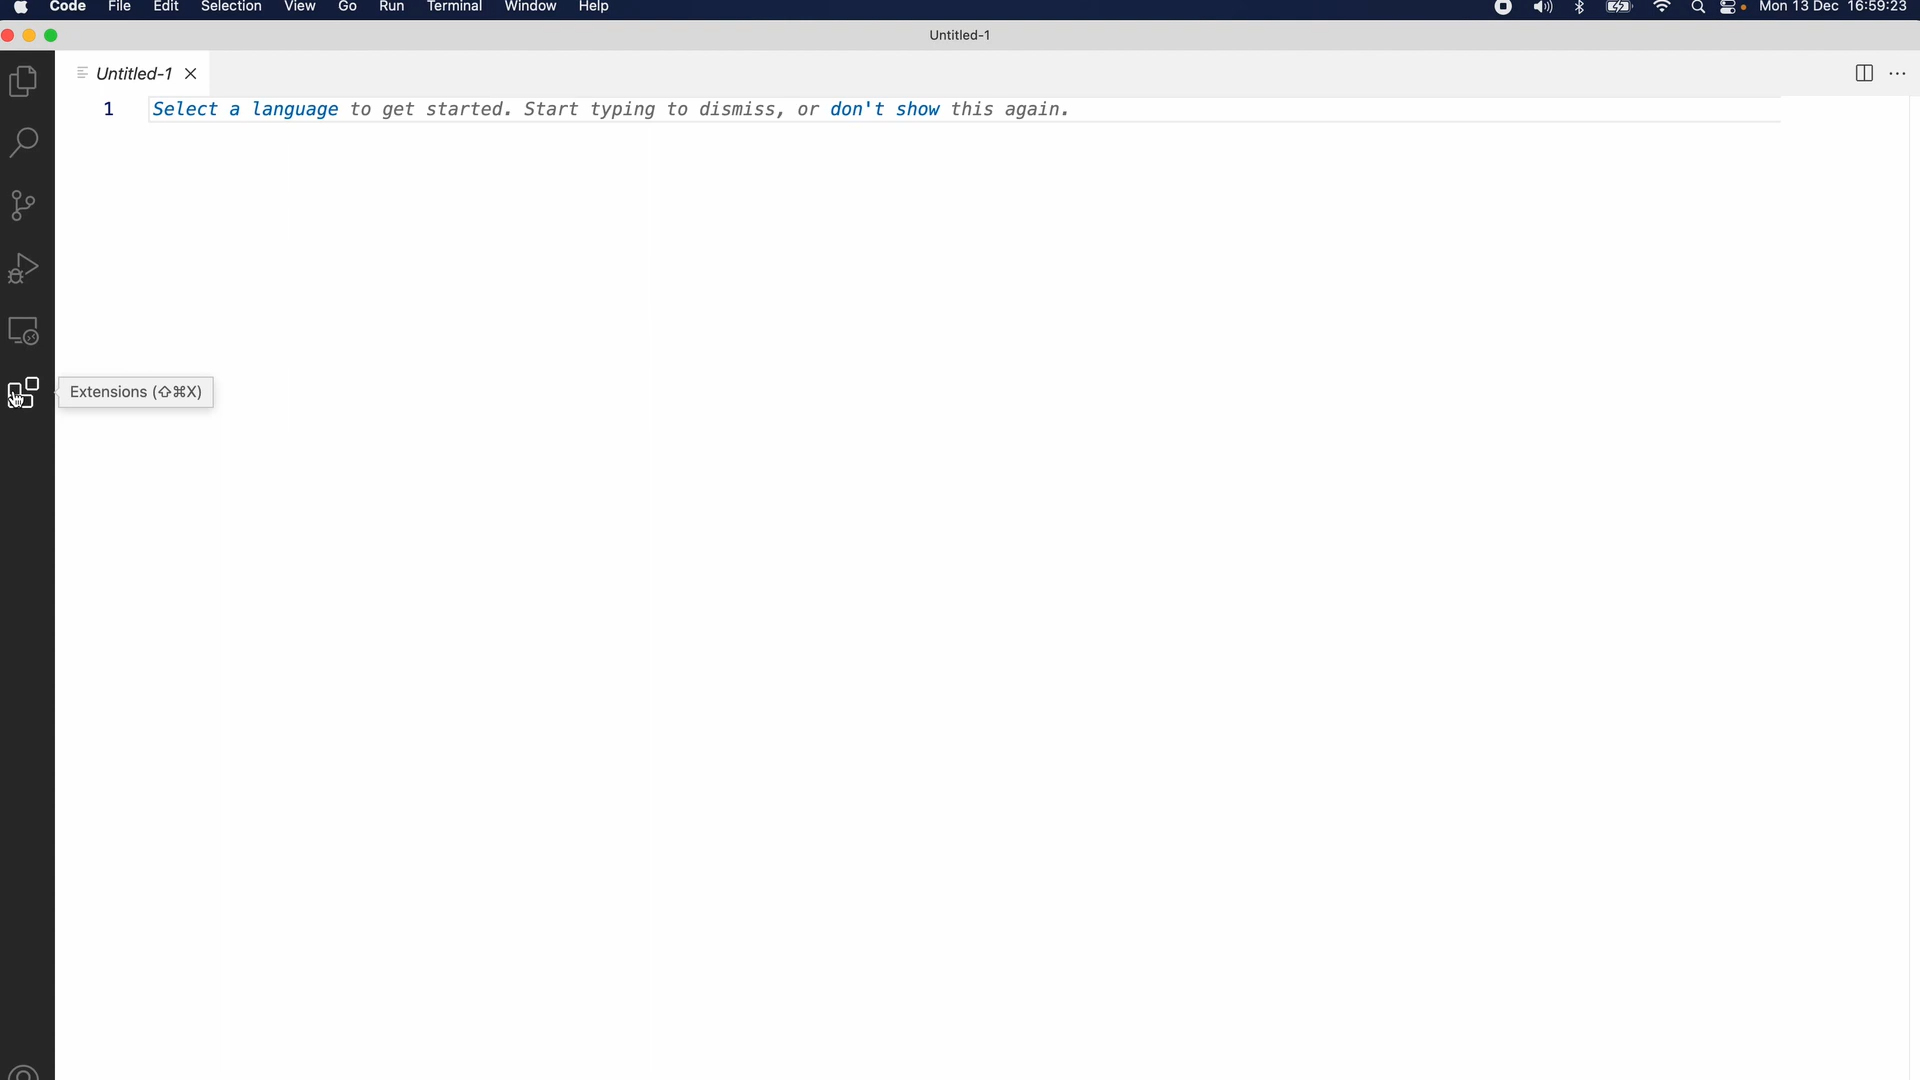 Code File Edit Selection View Go Run Terminal Window Help Mon 13 Dec 16:59:23
Untitled-1
Untitled-1
1 Select a language to get started. Start typing to dismiss, or don't show this again.
Extensions (⇧⌘X)